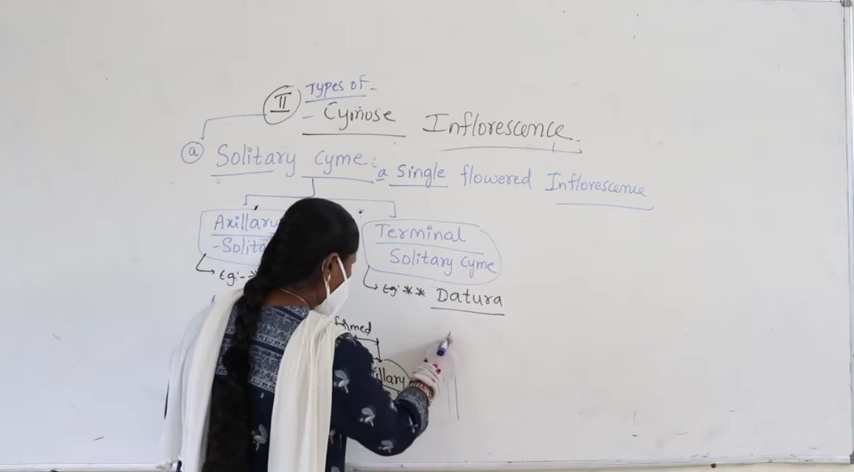 II Types of -
- Cymose Inflorescence.
a Solitary Cyme: a Single flowered Inflorescence
Axillary
- Solita
Terminal
Solitary Cyme
Eg:- *
Eg: ** Datura
formed
illary